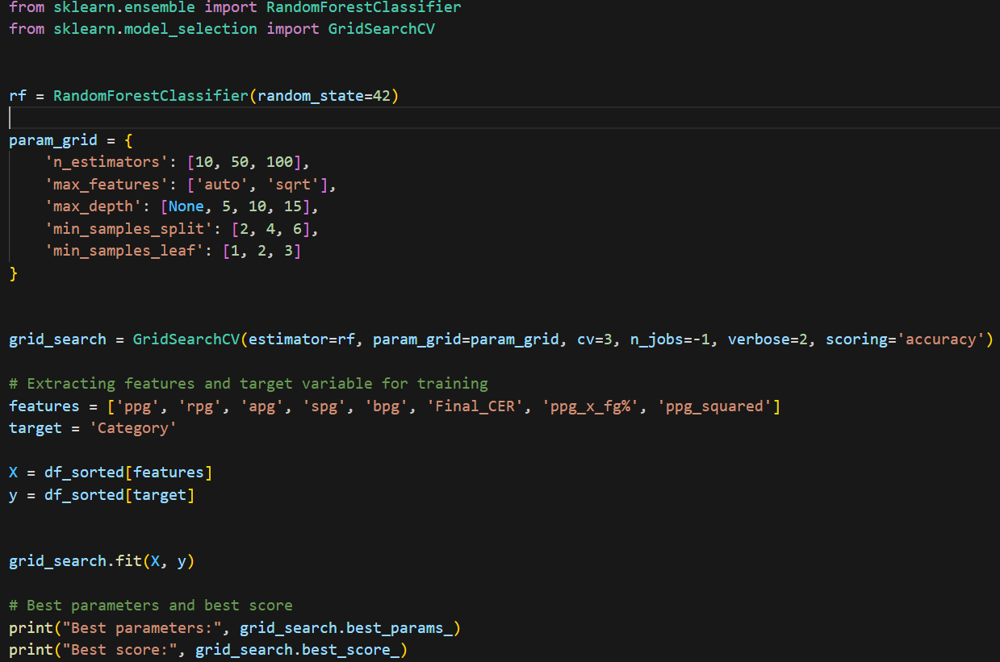 from sklearn.ensemble import RandomForestClassifier
from sklearn.model_selection import GridSearchCV
rf = RandomForestClassifier(random_state=42)
param_grid = {
    'n_estimators': [10, 50, 100],
    'max_features': ['auto', 'sqrt'],
    'max_depth': [None, 5, 10, 15],
    'min_samples_split': [2, 4, 6],
    'min_samples_leaf': [1, 2, 3]
}
grid_search = GridSearchCV(estimator=rf, param_grid=param_grid, cv=3, n_jobs=-1, verbose=2, scoring='accuracy')
# Extracting features and target variable for training
features = ['ppg', 'rpg', 'apg', 'spg', 'bpg', 'Final_CER', 'ppg_x_fg%', 'ppg_squared']
target = 'Category'
X = df_sorted[features]
y = df_sorted[target]
grid_search.fit(X, y)
# Best parameters and best score
print("Best parameters:", grid_search.best_params_)
print("Best score:", grid_search.best_score_)